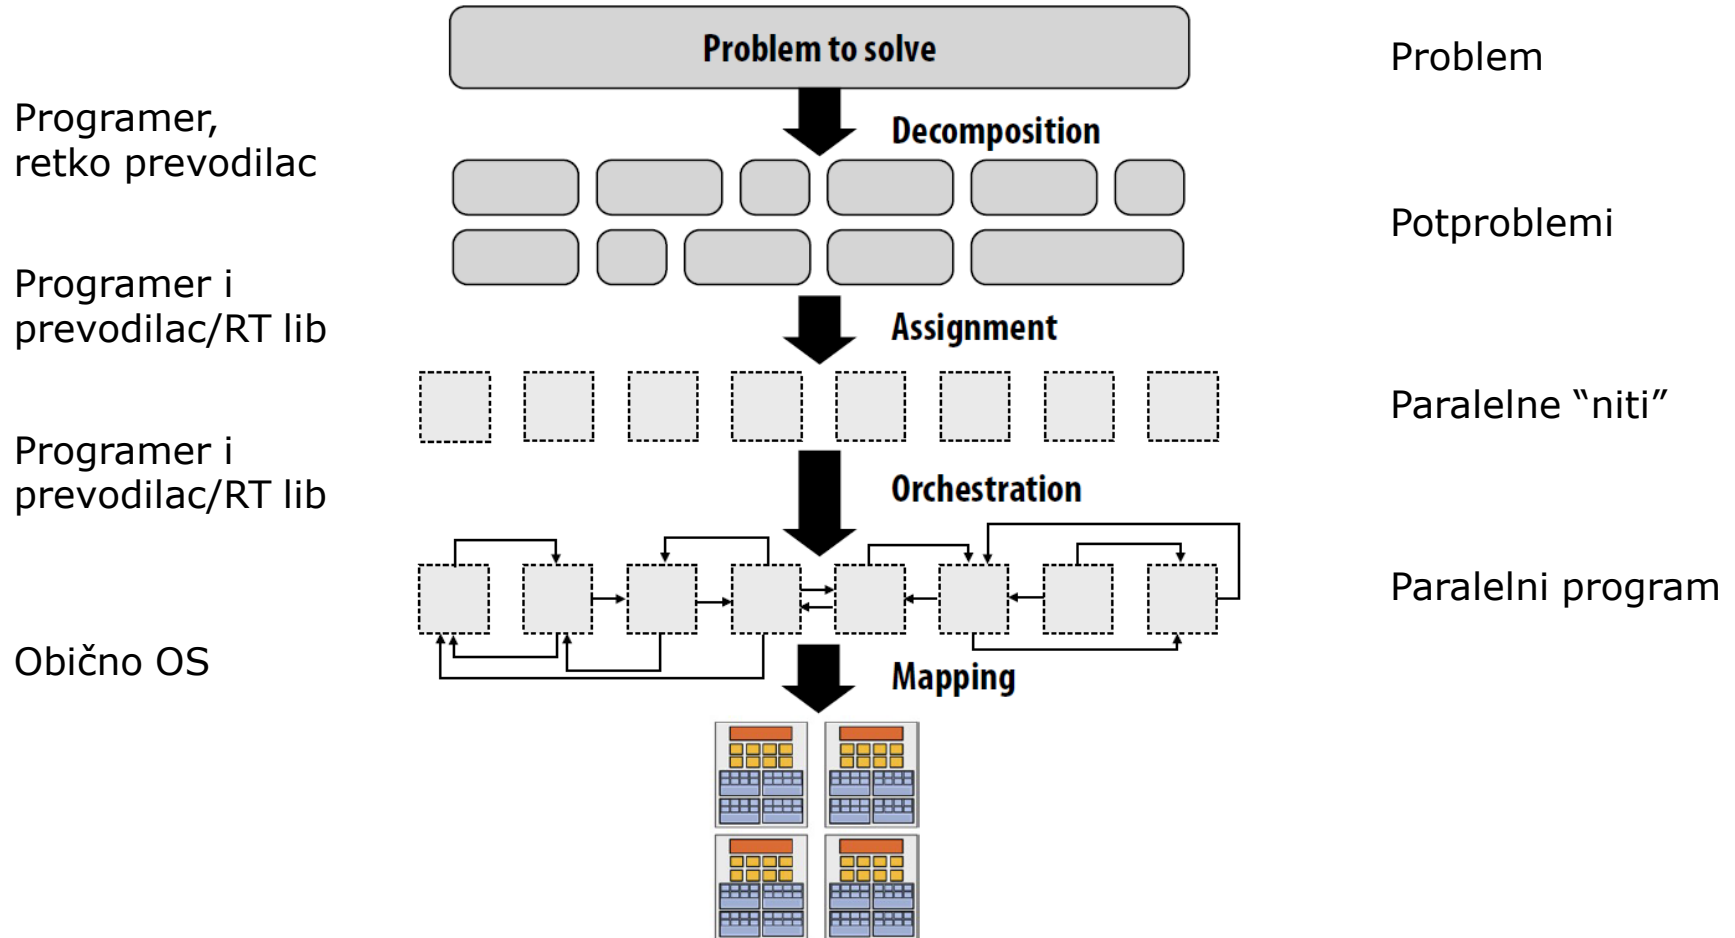 Problem to solve
Problem
Programer,
retko prevodilac
Decomposition
Potproblemi
Programer i
prevodilac/RT lib
Assignment
Paralelne “niti”
Programer i
prevodilac/RT lib
Orchestration
Paralelni program
Obično OS
Mapping